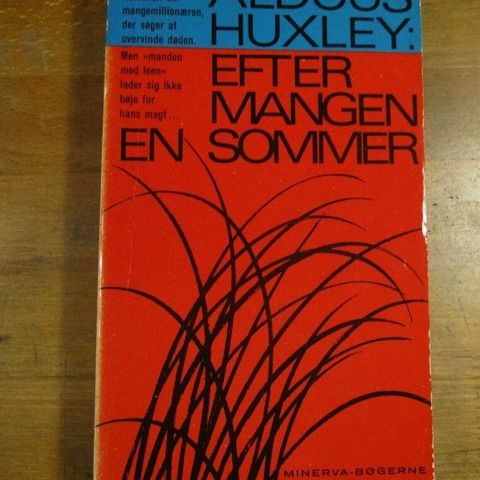 mangemillionæren,
der søger at
overvinde døden.
Men »manden
med leen«
lader sig ikke
bøje for
hans magt...
ALDOUS
HUXLEY:
EFTER
MANGEN
EN SOMMER
MINERVA-BØGERNE